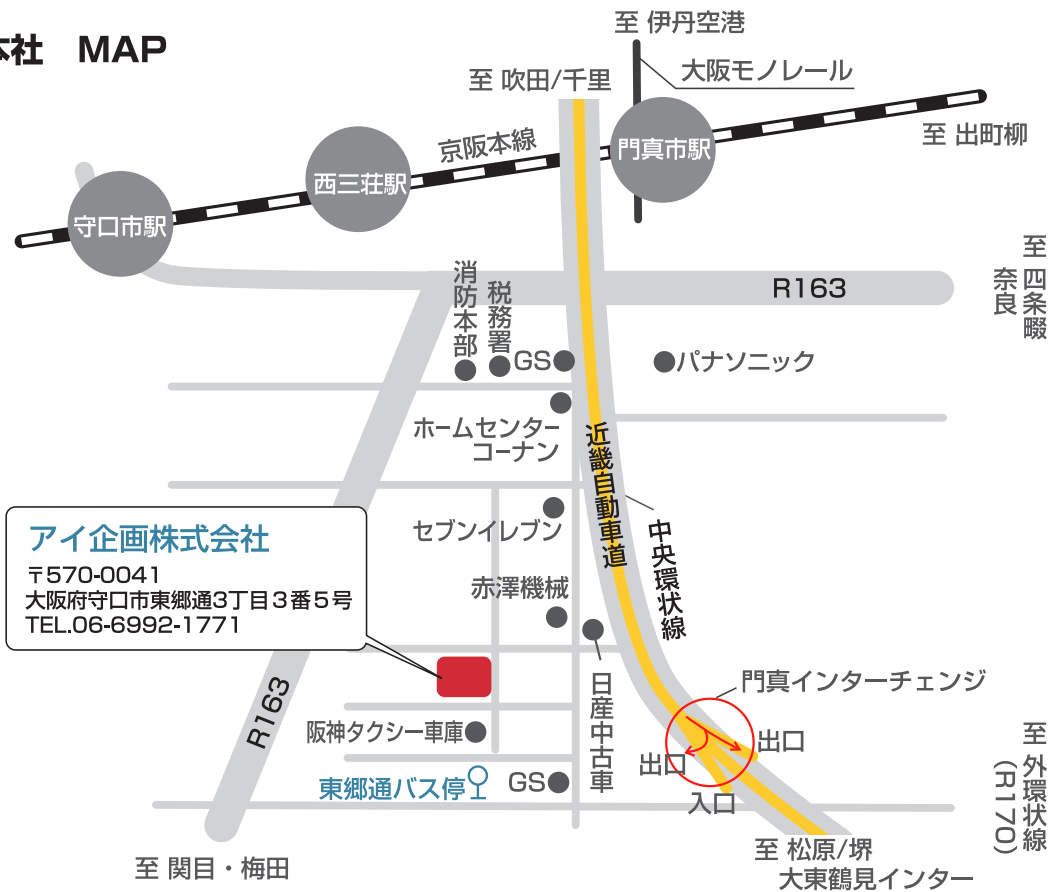 本社 MAP
至 伊丹空港
大阪モノレール
至 吹田/千里
京阪本線
門真市駅
至 出町柳
西三荘駅
守口市駅
至 四条畷
奈良
R163
消防本部
税務署
GS
パナソニック
ホームセンター
コーナン
近畿自動車道
中央環状線
セブンイレブン
アイ企画株式会社
〒570-0041
大阪府守口市東郷通3丁目3番5号
TEL.06-6992-1771
赤澤機械
日産中古車
R163
門真インターチェンジ
阪神タクシー車庫
出口
出口
入口
東郷通バス停
GS
至 外環状線
(R170)
至 関目・梅田
至 松原/堺
大東鶴見インター